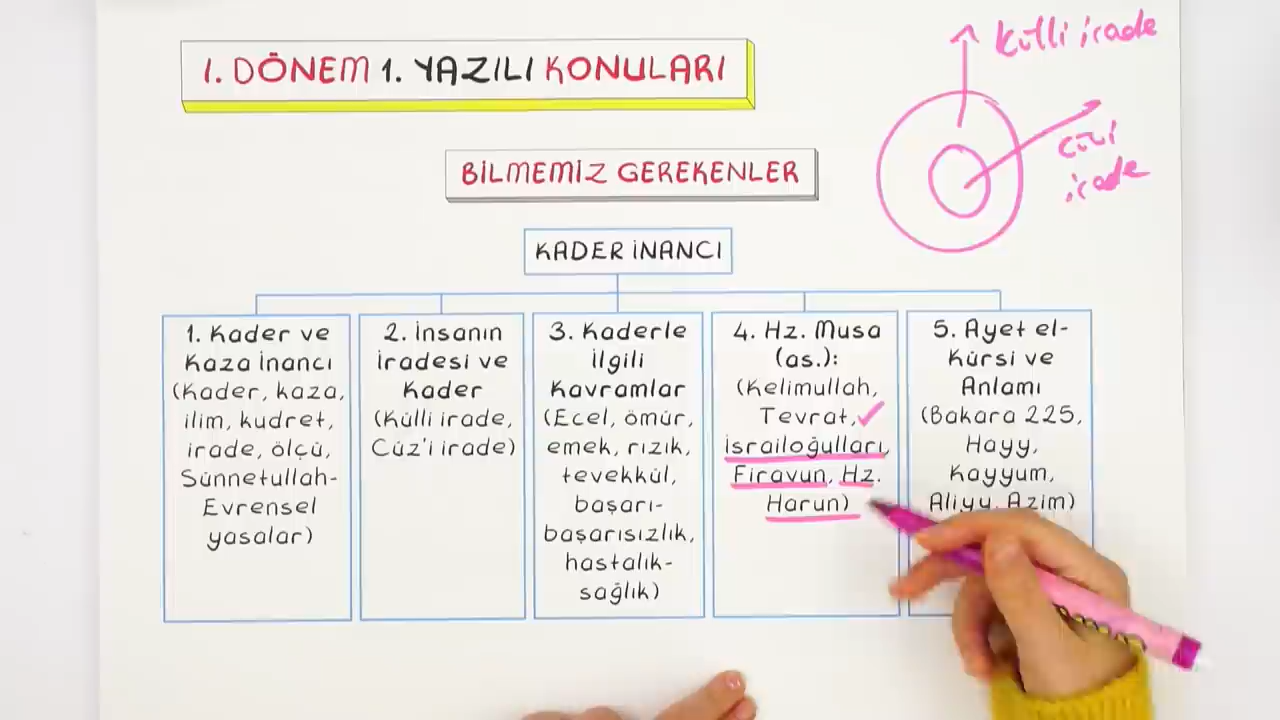 1. DÖNEM 1. YAZILI KONULARI
BİLMEMİZ GEREKENLER
KADER İNANCI
1. Kader ve
Kaza İnancı
(Kader, kaza,
ilim, kudret,
irade, ölçü,
Sünnetullah-
Evrensel
yasalar)
2. İnsanın
İradesi ve
Kader
(Külli irade,
Cüz'i irade)
3. Kaderle
İlgili
Kavramlar
(Ecel, ömür,
emek, rızık,
tevekkül,
başarı-
başarısızlık,
hastalık-
sağlık)
4. Hz. Musa
(as.):
(Kelimullah,
Tevrat,
İsrailoğulları,
Firavun, Hz.
Harun)
5. Ayet el-
Kürsi ve
Anlamı
(Bakara 225,
Hayy,
Kayyum,
Aliyy, Azim)
Külli irade
cüzi
irade